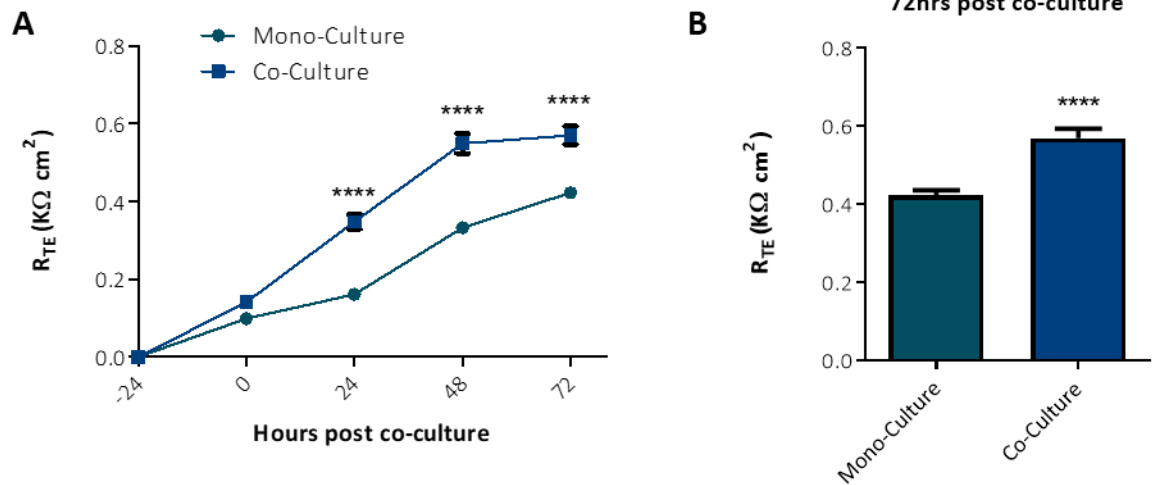 A
Mono-Culture
Co-Culture
0.8
0.6
0.4
0.2
0.0
R_TE (KΩ cm²)
****
****
****
-24
0
24
48
72
Hours post co-culture
B
72hrs post co-culture
0.8
0.6
0.4
0.2
0.0
R_TE (KΩ cm²)
****
Mono-Culture
Co-Culture